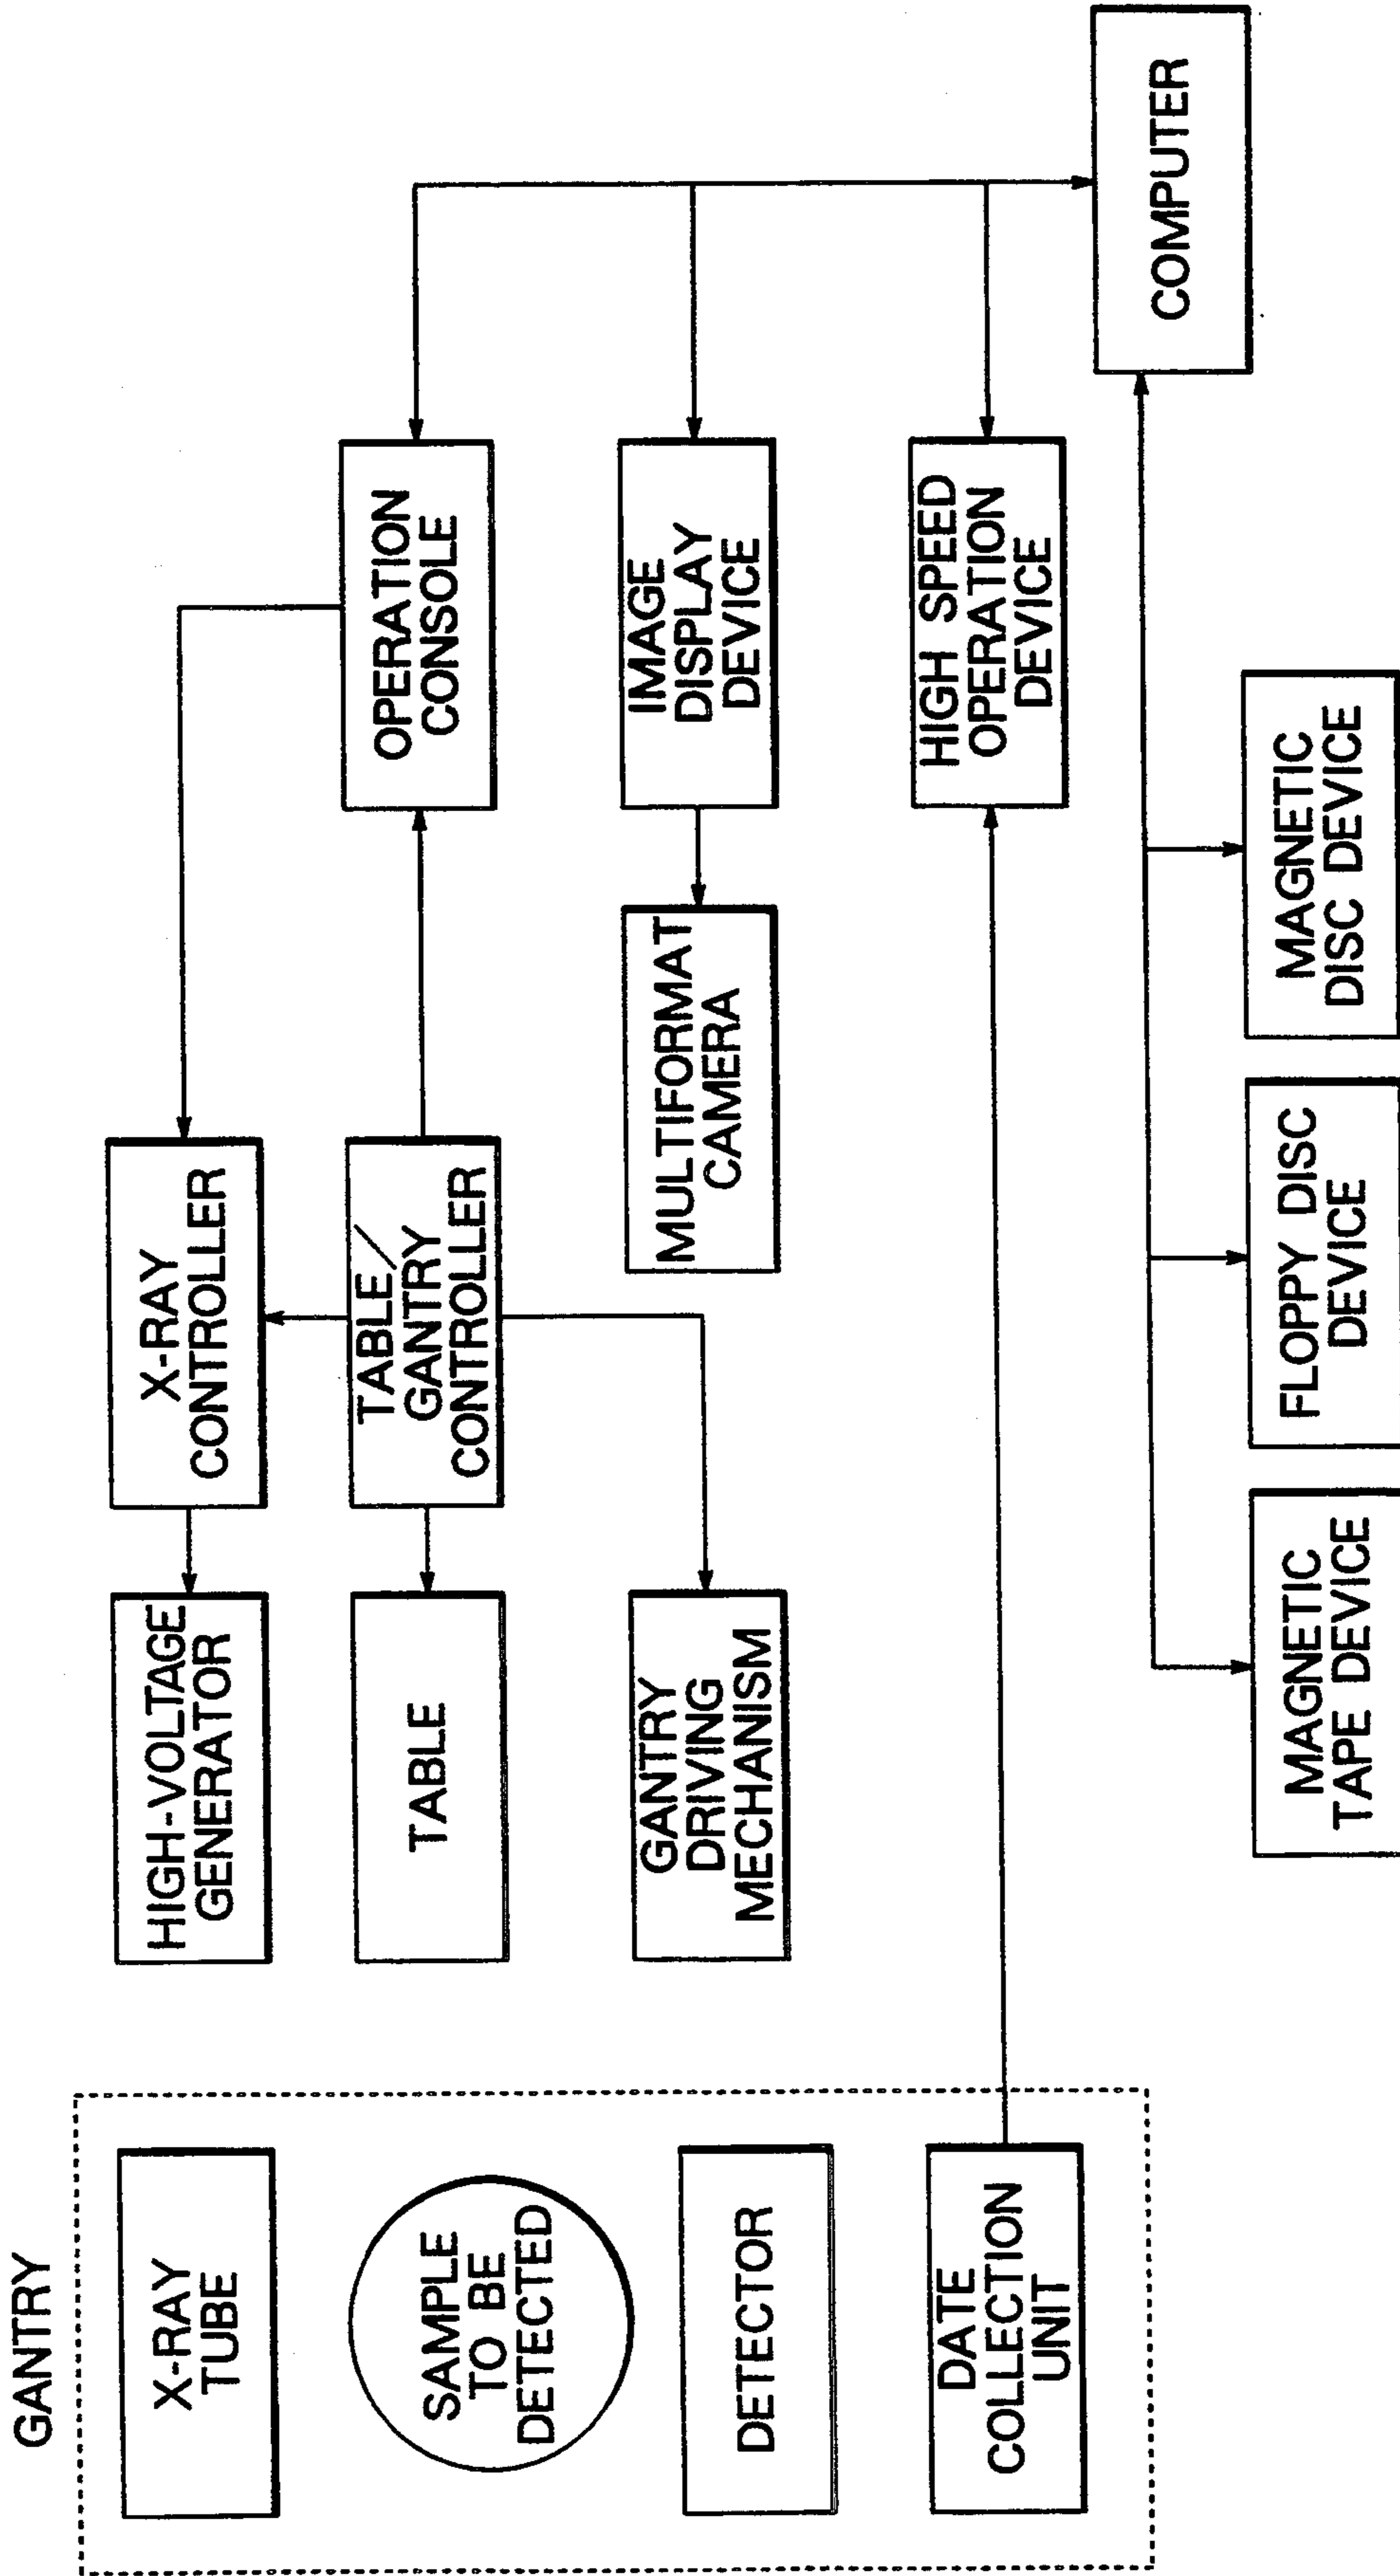 GANTRY
X-RAY
TUBE
SAMPLE
TO BE
DETECTED
DETECTOR
DATE
COLLECTION
UNIT
HIGH-VOLTAGE
GENERATOR
TABLE
GANTRY
DRIVING
MECHANISM
X-RAY
CONTROLLER
TABLE/
GANTRY
CONTROLLER
MULTIFORMAT
CAMERA
OPERATION
CONSOLE
IMAGE
DISPLAY
DEVICE
HIGH SPEED
OPERATION
DEVICE
COMPUTER
MAGNETIC
TAPE DEVICE
FLOPPY DISC
DEVICE
MAGNETIC
DISC DEVICE